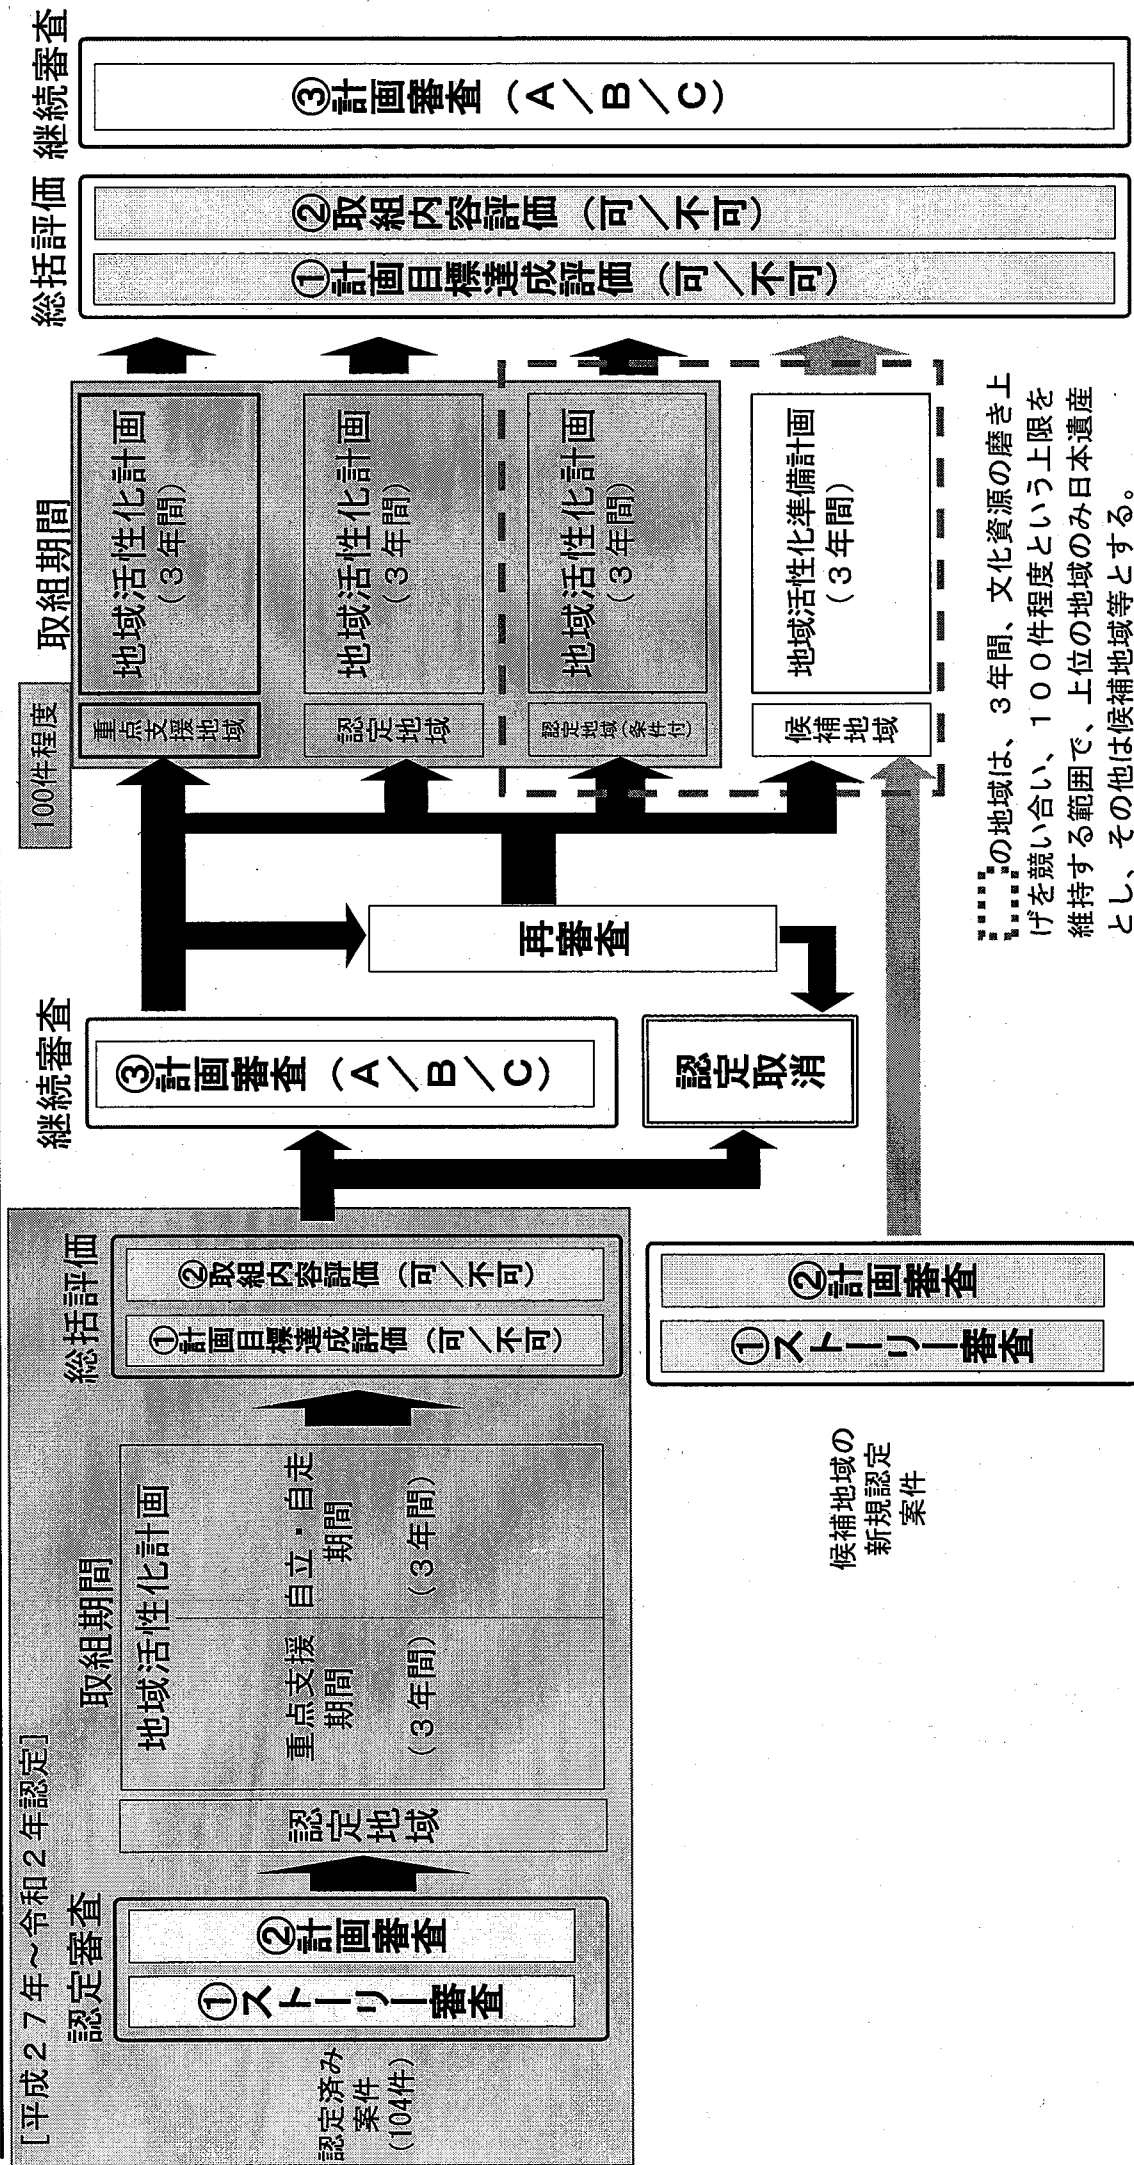 [平成27年～令和2年認定]
認定済み
案件
(104件)
認定審査
①ストーリー審査
②計画審査
認定地域
取組期間
地域活性化計画
重点支援
期間
(3年間)
自立・自走
期間
(3年間)
総括評価
①計画目標達成評価（可／不可）
②取組内容評価（可／不可）
候補地域の
新規認定
案件
①ストーリー審査
②計画審査
継続審査
③計画審査（A／B／C）
認定取消
再審査
100件程度
取組期間
重点
支援地域
地域活性化計画
(3年間)
認定
地域
地域活性化計画
(3年間)
認定
地域(条件付)
地域活性化計画
(3年間)
候補
地域
地域活性化準備計画
(3年間)
の地域は、3年間、文化資源の磨き上
げを競い合い、100件程度という上限を
維持する範囲で、上位の地域のみ日本遺産
とし、その他は候補地域等とする。
総括評価
①計画目標達成評価（可／不可）
②取組内容評価（可／不可）
継続審査
③計画審査（A／B／C）